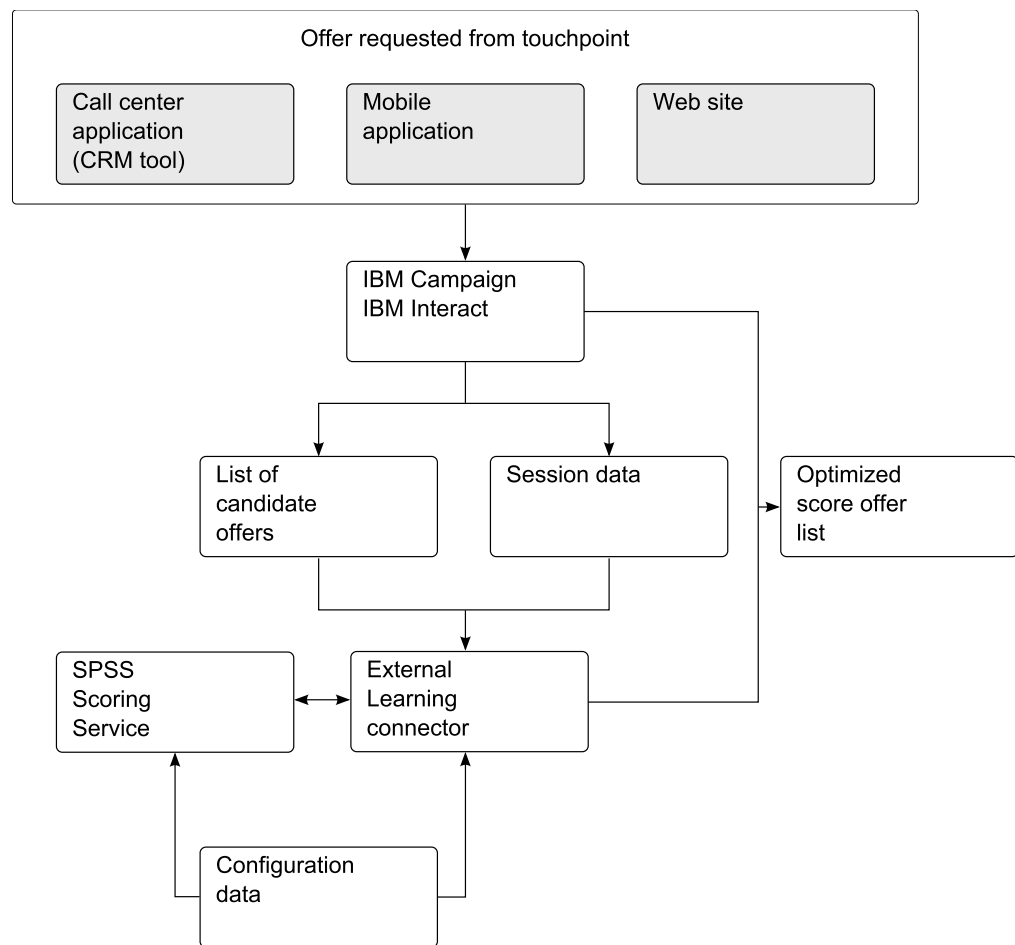 Offer requested from touchpoint
Call center
application
(CRM tool)
Mobile
application
Web site
IBM Campaign
IBM Interact
List of
candidate
offers
Session data
Optimized
score offer
list
SPSS
Scoring
Service
External
Learning
connector
Configuration
data